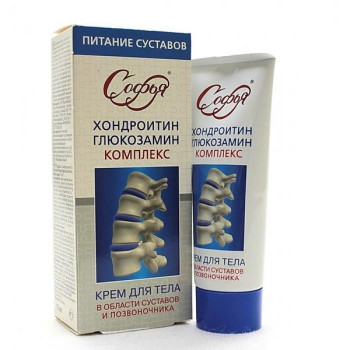 ПИТАНИЕ СУСТАВОВ
Софья®
ХОНДРОИТИН
ГЛЮКОЗАМИН
КОМПЛЕКС
КРЕМ ДЛЯ ТЕЛА
В ОБЛАСТИ СУСТАВОВ
И ПОЗВОНОЧНИКА
Софья®
ХОНДРОИТИН
ГЛЮКОЗАМИН
КОМПЛЕКС
КРЕМ ДЛЯ ТЕЛА
В ОБЛАСТИ СУСТАВОВ
И ПОЗВОНОЧНИКА